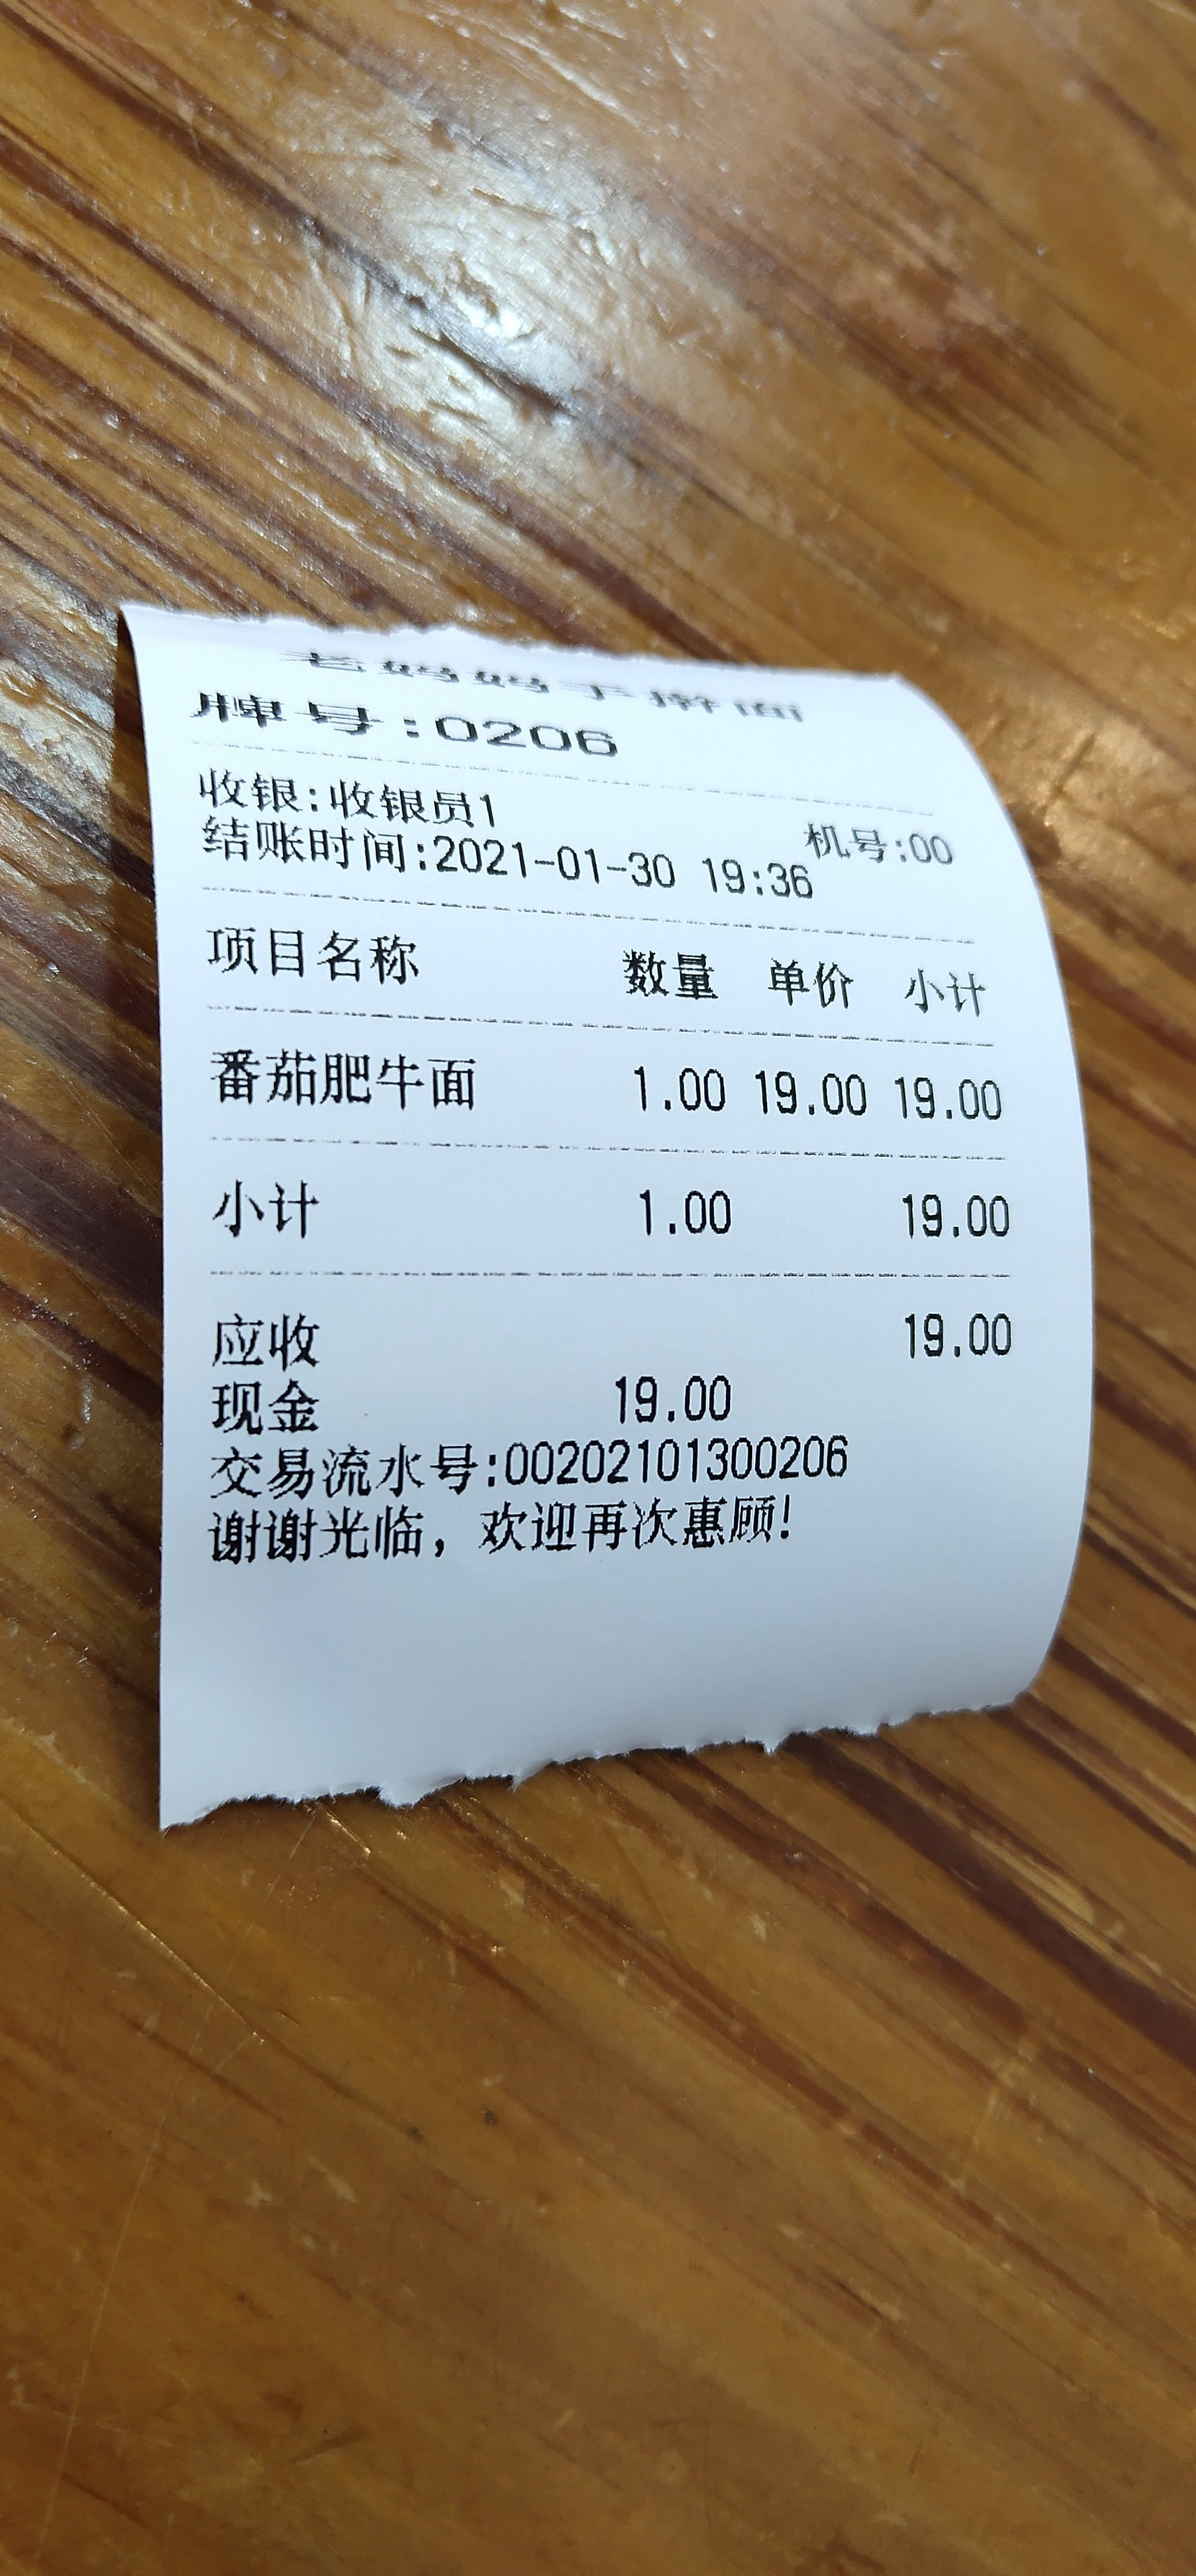 老妈妈手擀面
牌号:0206
收银:收银员1 机号:00
结账时间:2021-01-30 19:36
项目名称 数量 单价 小计
番茄肥牛面 1.00 19.00 19.00
小计 1.00 19.00
应收 19.00
现金 19.00
交易流水号:00202101300206
谢谢光临，欢迎再次惠顾!